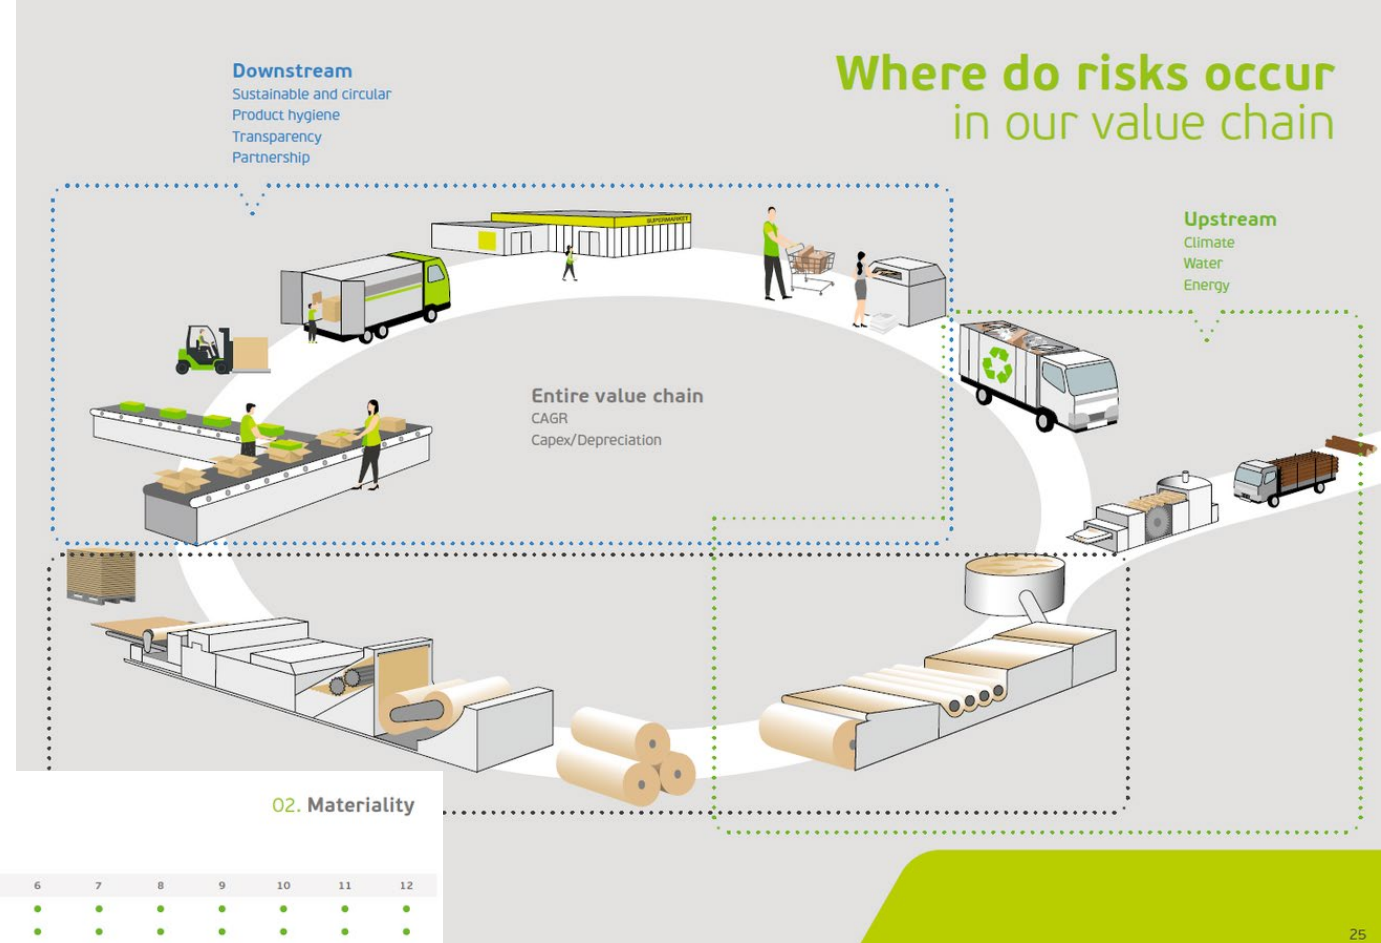 Where do risks occur
in our value chain
Downstream
Sustainable and circular
Product hygiene
Transparency
Partnership
SUPERMARKET
Upstream
Climate
Water
Energy
Entire value chain
CAGR
Capex/Depreciation
02. Materiality
6 7 8 9 10 11 12
25